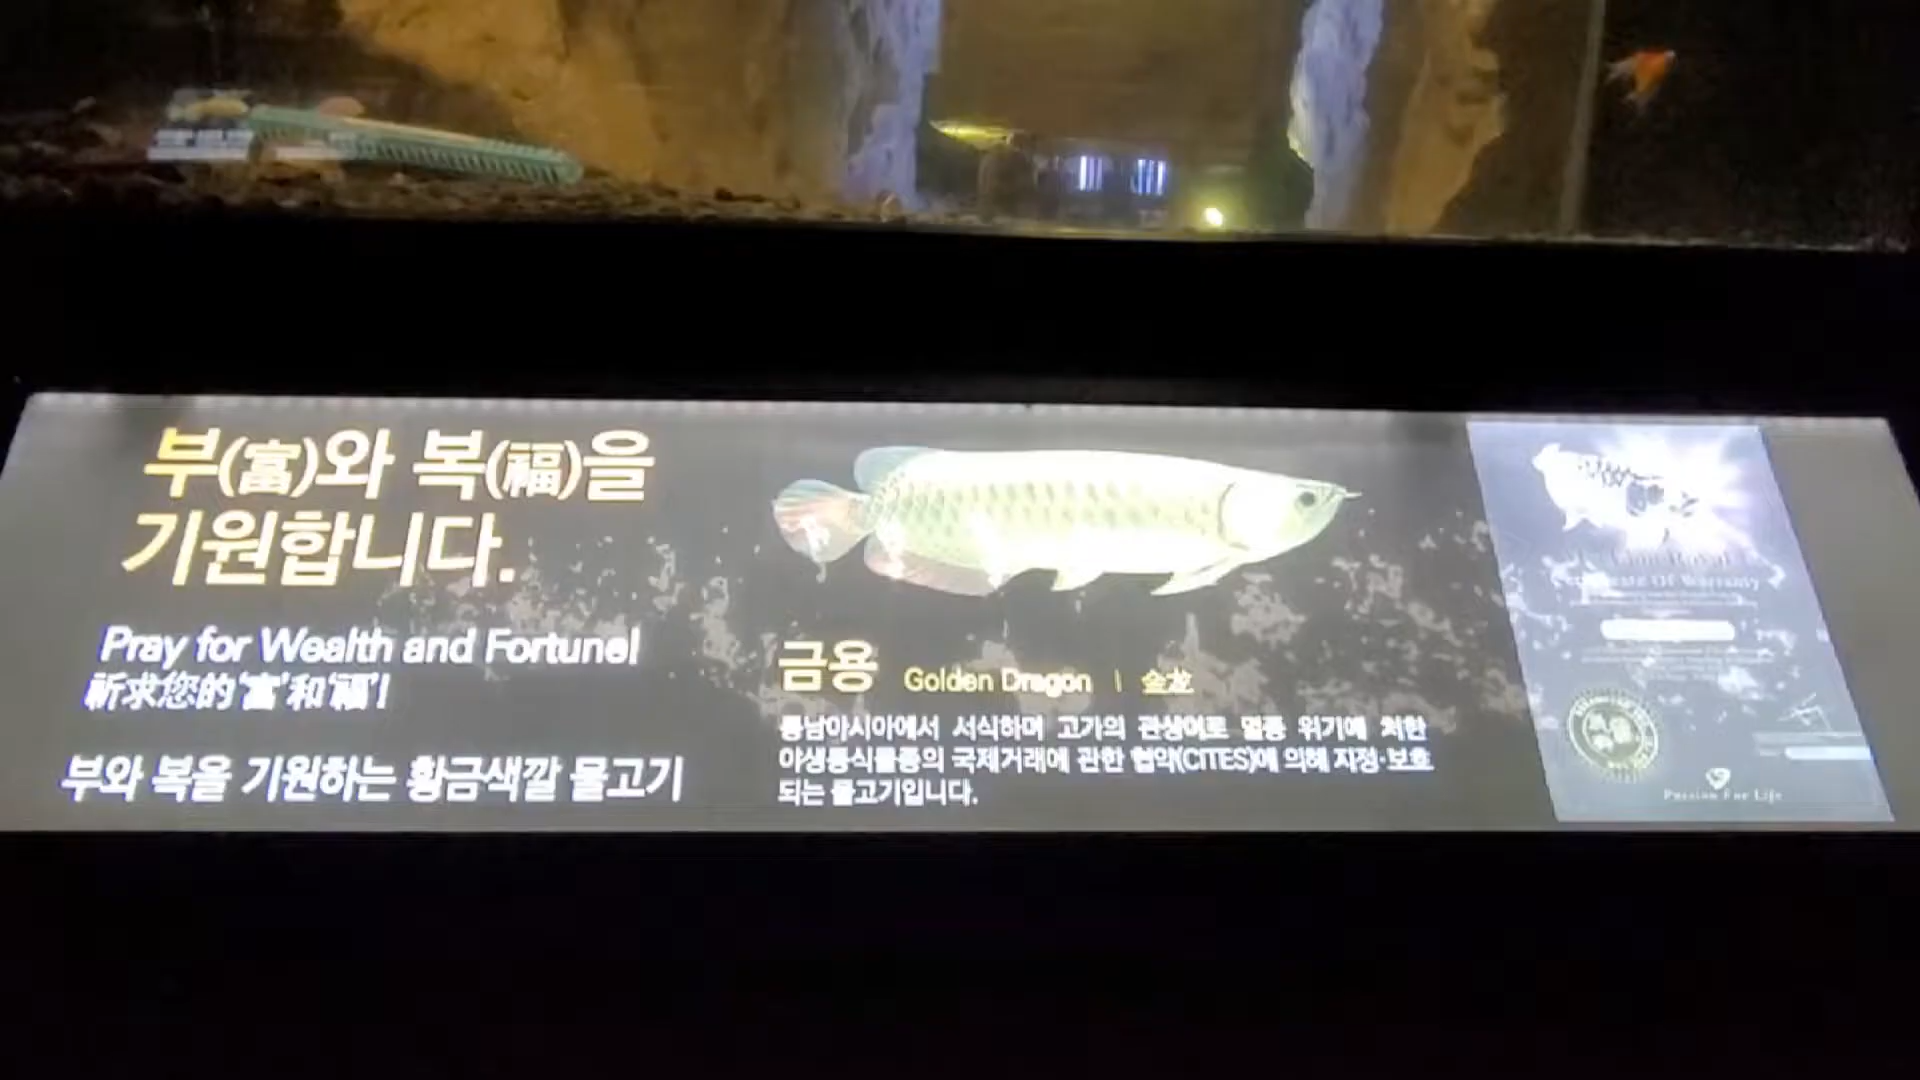 부(富)와 복(福)을
기원합니다.
Pray for Wealth and Fortune!
祈求您的‘富’和‘福’!
부와 복을 기원하는 황금색깔 물고기
금용 Golden Dragon | 金龙
동남아시아에서 서식하며 고가의 관상어로 멸종 위기에 처한
야생동식물종의 국제거래에 관한 협약(CITES)에 의해 지정·보호
되는 물고기입니다.
Of Warranty
Passion For Life